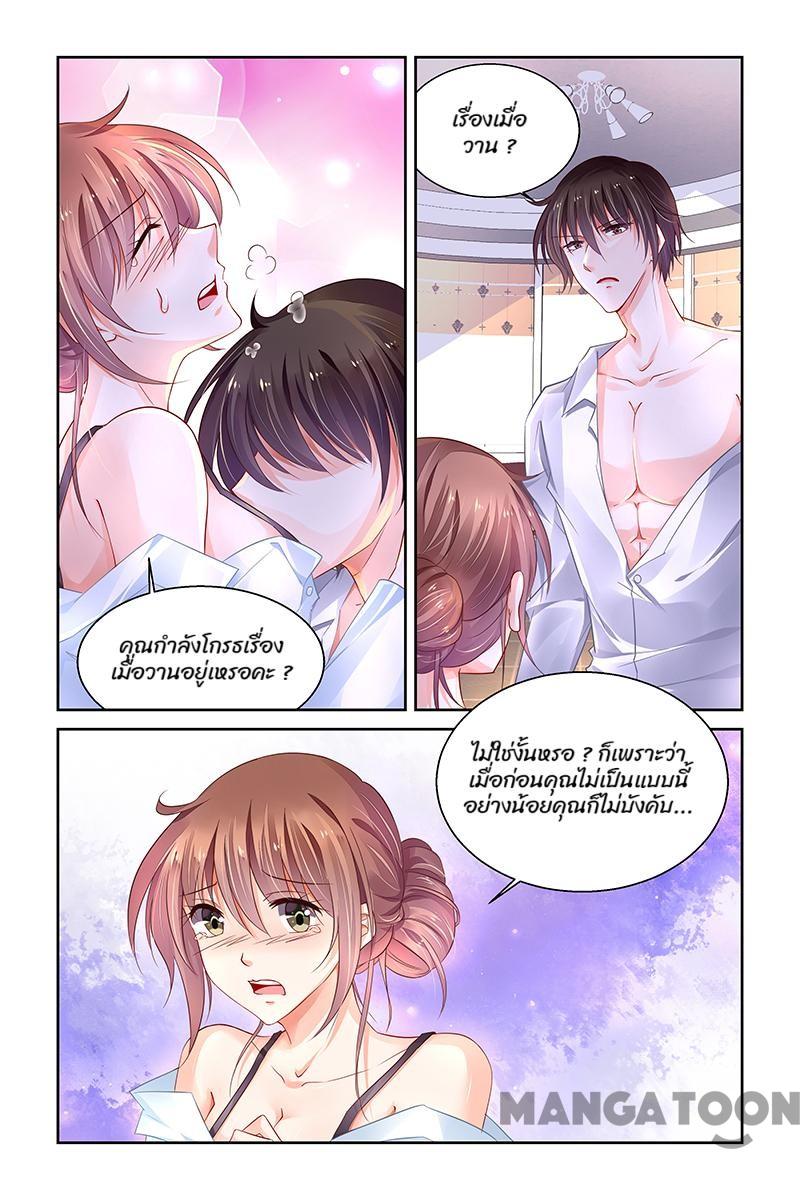 คุณกำลังโกรธเรื่อง
เมื่อวานอยู่เหรอคะ ?
เรื่องเมื่อ
วาน ?
ไม่ใช่งั้นหรอ ? ก็เพราะว่า
เมื่อก่อนคุณไม่เป็นแบบนี้
อย่างน้อยคุณก็ไม่บังคับ...
MANGATOON